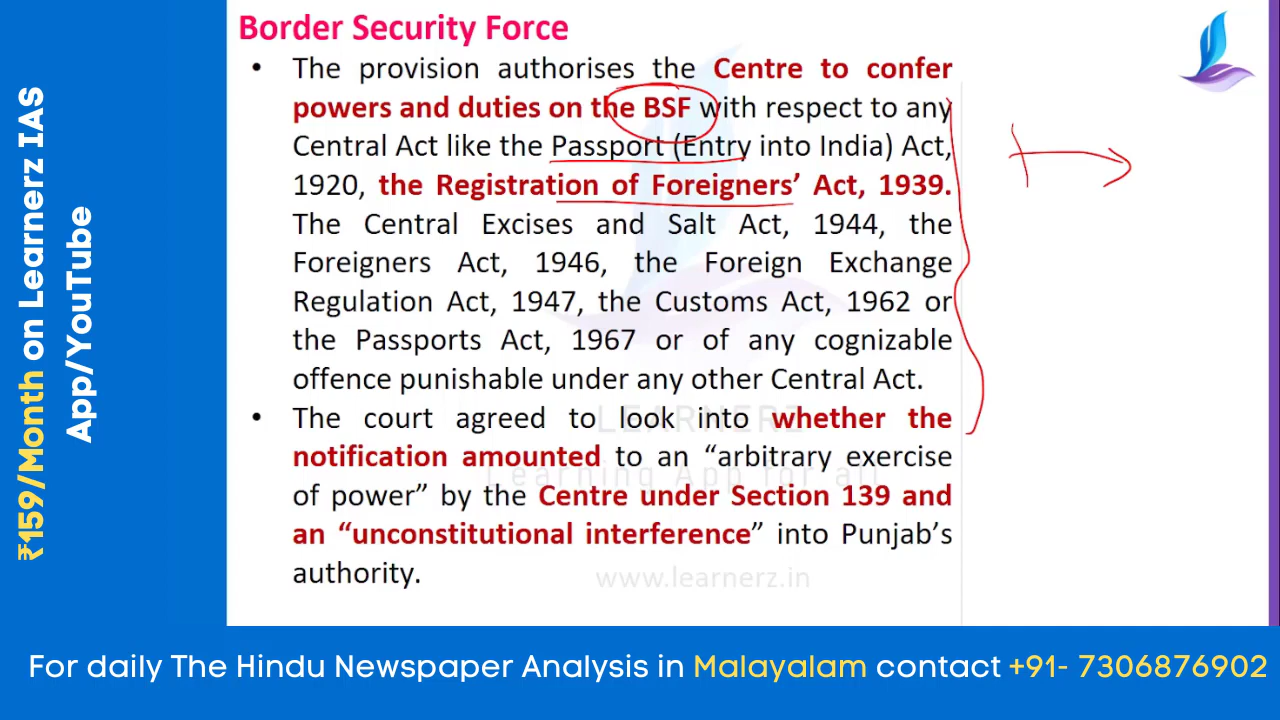 Border Security Force
• The provision authorises the Centre to confer
powers and duties on the BSF with respect to any
Central Act like the Passport (Entry into India) Act,
1920, the Registration of Foreigners’ Act, 1939.
The Central Excises and Salt Act, 1944, the
Foreigners Act, 1946, the Foreign Exchange
Regulation Act, 1947, the Customs Act, 1962 or
the Passports Act, 1967 or of any cognizable
offence punishable under any other Central Act.
• The court agreed to look into whether the
notification amounted to an “arbitrary exercise
of power” by the Centre under Section 139 and
an “unconstitutional interference” into Punjab’s
authority.
LEARNERZ
Learning App for all
www.learnerz.in
₹159/Month on Learnerz IAS
App/YouTube
For daily The Hindu Newspaper Analysis in Malayalam contact +91- 7306876902